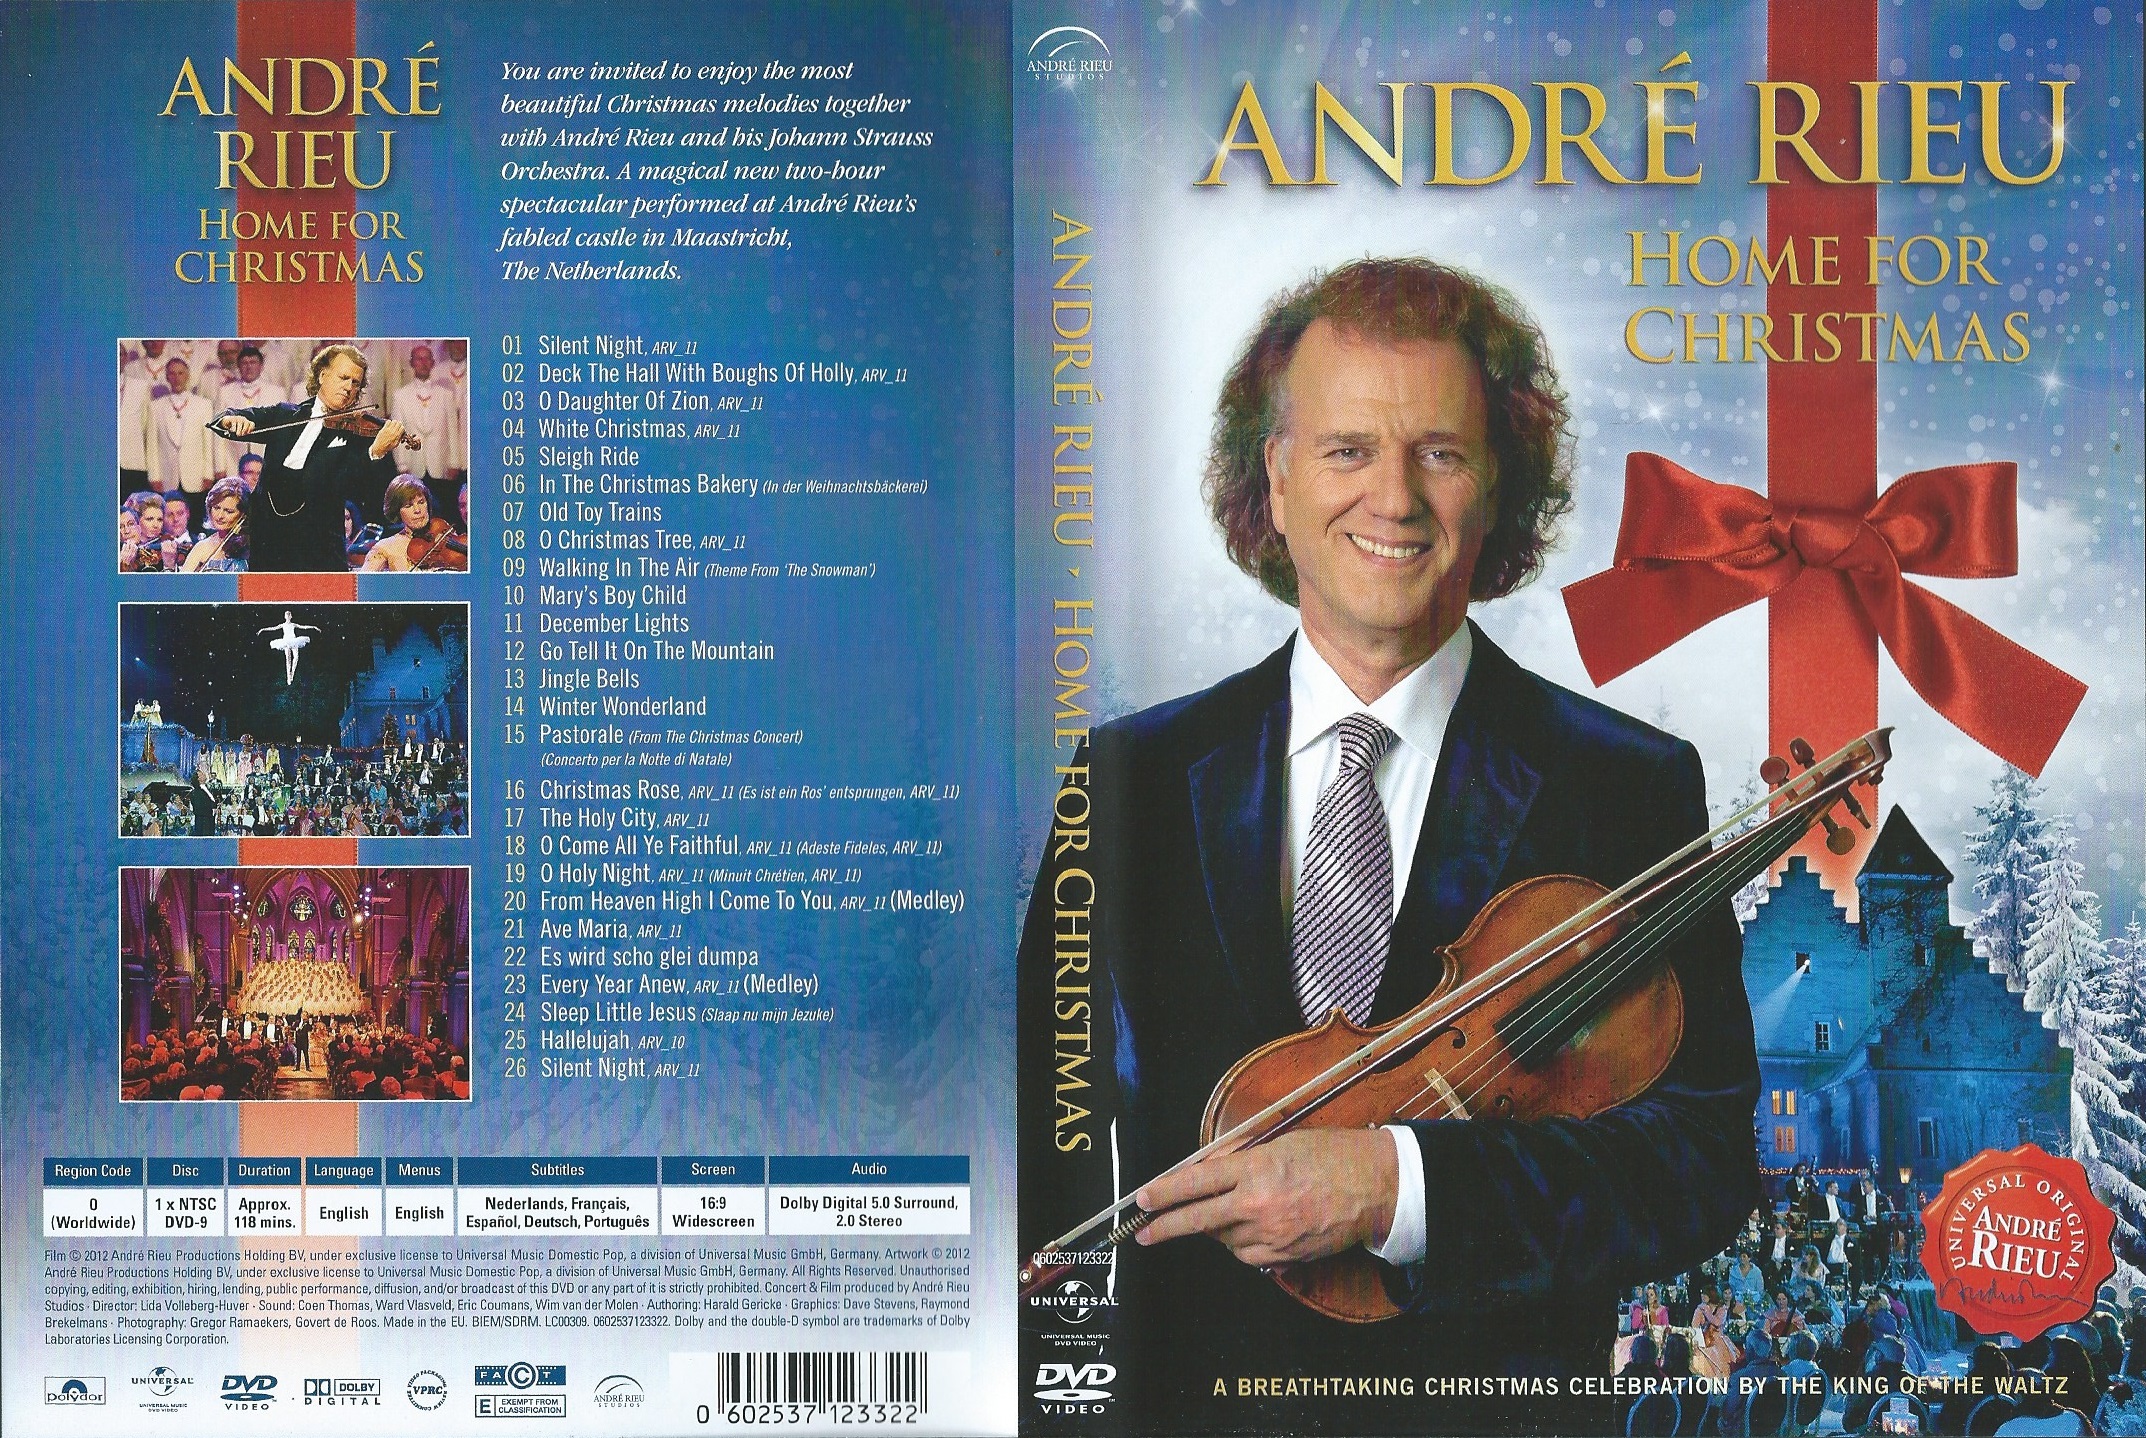 ANDRÉ
RIEU
HOME FOR
CHRISTMAS
You are invited to enjoy the most
beautiful Christmas melodies together
with André Rieu and his Johann Strauss
Orchestra. A magical new two-hour
spectacular performed at André Rieu's
fabled castle in Maastricht,
The Netherlands.
01 Silent Night, ARV_11
02 Deck The Hall With Boughs Of Holly, ARV_11
03 O Daughter Of Zion, ARV_11
04 White Christmas, ARV_11
05 Sleigh Ride
06 In The Christmas Bakery (In der Weihnachtsbäckerei)
07 Old Toy Trains
08 O Christmas Tree, ARV_11
09 Walking In The Air (Theme From 'The Snowman')
10 Mary's Boy Child
11 December Lights
12 Go Tell It On The Mountain
13 Jingle Bells
14 Winter Wonderland
15 Pastorale (From The Christmas Concert)
(Concerto per la Notte di Natale)
16 Christmas Rose, ARV_11 (Es ist ein Ros' entsprungen, ARV_11)
17 The Holy City, ARV_11
18 O Come All Ye Faithful, ARV_11 (Adeste Fideles, ARV_11)
19 O Holy Night, ARV_11 (Minuit Chrétien, ARV_11)
20 From Heaven High I Come To You, ARV_11 (Medley)
21 Ave Maria, ARV_11
22 Es wird scho glei dumpa
23 Every Year Anew, ARV_11 (Medley)
24 Sleep Little Jesus (Slaap nu mijn Jezuke)
25 Hallelujah, ARV_10
26 Silent Night, ARV_11
Region Code Disc Duration Language Menus Subtitles Screen Audio
0 (Worldwide) 1 x NTSC DVD-9 Approx. 118 mins. English English Nederlands, Français, Español, Deutsch, Português 16:9 Widescreen Dolby Digital 5.0 Surround, 2.0 Stereo
Film © 2012 André Rieu Productions Holding BV, under exclusive license to Universal Music Domestic Pop, a division of Universal Music GmbH, Germany. Artwork © 2012
André Rieu Productions Holding BV, under exclusive license to Universal Music Domestic Pop, a division of Universal Music GmbH, Germany. All Rights Reserved. Unauthorised
copying, editing, exhibition, hiring, lending, public performance, diffusion, and/or broadcast of this DVD or any part of it is strictly prohibited. Concert & Film produced by André Rieu
Studios · Director: Lida Volleberg-Huver · Sound: Coen Thomas, Ward Vlasveld, Eric Coumans, Wim van der Molen · Authoring: Harald Gericke · Graphics: Dave Stevens, Raymond
Brekelmans · Photography: Gregor Ramaekers, Govert de Roos. Made in the EU. BIEM/SDRM. LC00309. 0602537123322. Dolby and the double-D symbol are trademarks of Dolby
Laboratories Licensing Corporation.
polydor
UNIVERSAL
UNIVERSAL MUSIC
DVD VIDEO
DVD
VIDEO
DOLBY
DIGITAL
VPRC
FACT
E EXEMPT FROM
CLASSIFICATION
ANDRÉ RIEU
STUDIOS
0 602537 123322
ANDRÉ RIEU
STUDIOS
ANDRÉ RIEU · HOME FOR CHRISTMAS
0602537123322
UNIVERSAL
UNIVERSAL MUSIC
DVD VIDEO
DVD
VIDEO
ANDRÉ RIEU
HOME FOR
CHRISTMAS
UNIVERSAL ORIGINAL
ANDRÉ
RIEU
A BREATHTAKING CHRISTMAS CELEBRATION BY THE KING OF THE WALTZ